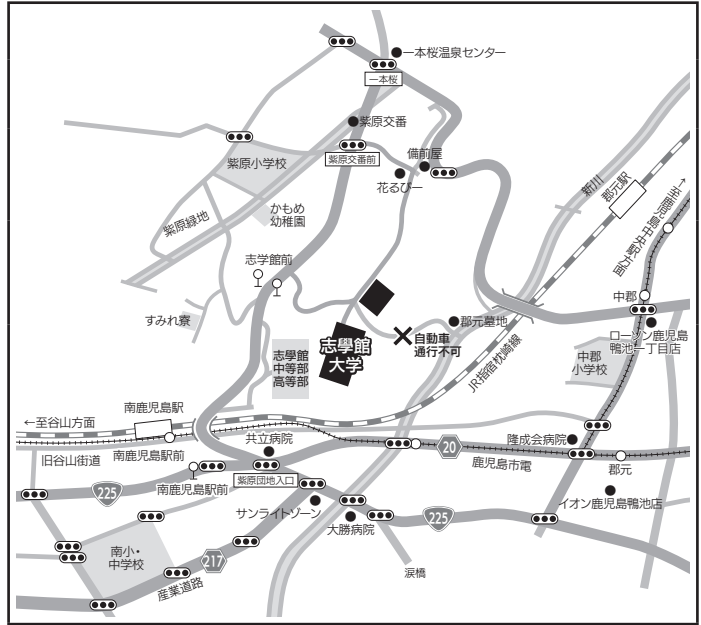 一本桜温泉センター
一本桜
紫原交番
紫原小学校
紫原交番前
備前屋
花るぴー
かもめ
幼稚園
紫原緑地
新川
郡元駅
→至鹿児島中央駅方面
志学館前
中郡
すみれ寮
志學館
中等部
高等部
志學館
大学
自動車
通行不可
郡元墓地
JR指宿枕崎線
ローソン鹿児島
鴨池一丁目店
中郡
小学校
南鹿児島駅
←至谷山方面
旧谷山街道
南鹿児島駅前
共立病院
20
鹿児島市電
隆成会病院
郡元
225
南鹿児島駅前
紫原団地入口
サンライトゾーン
大勝病院
225
イオン鹿児島鴨池店
南小・
中学校
217
産業道路
涙橋